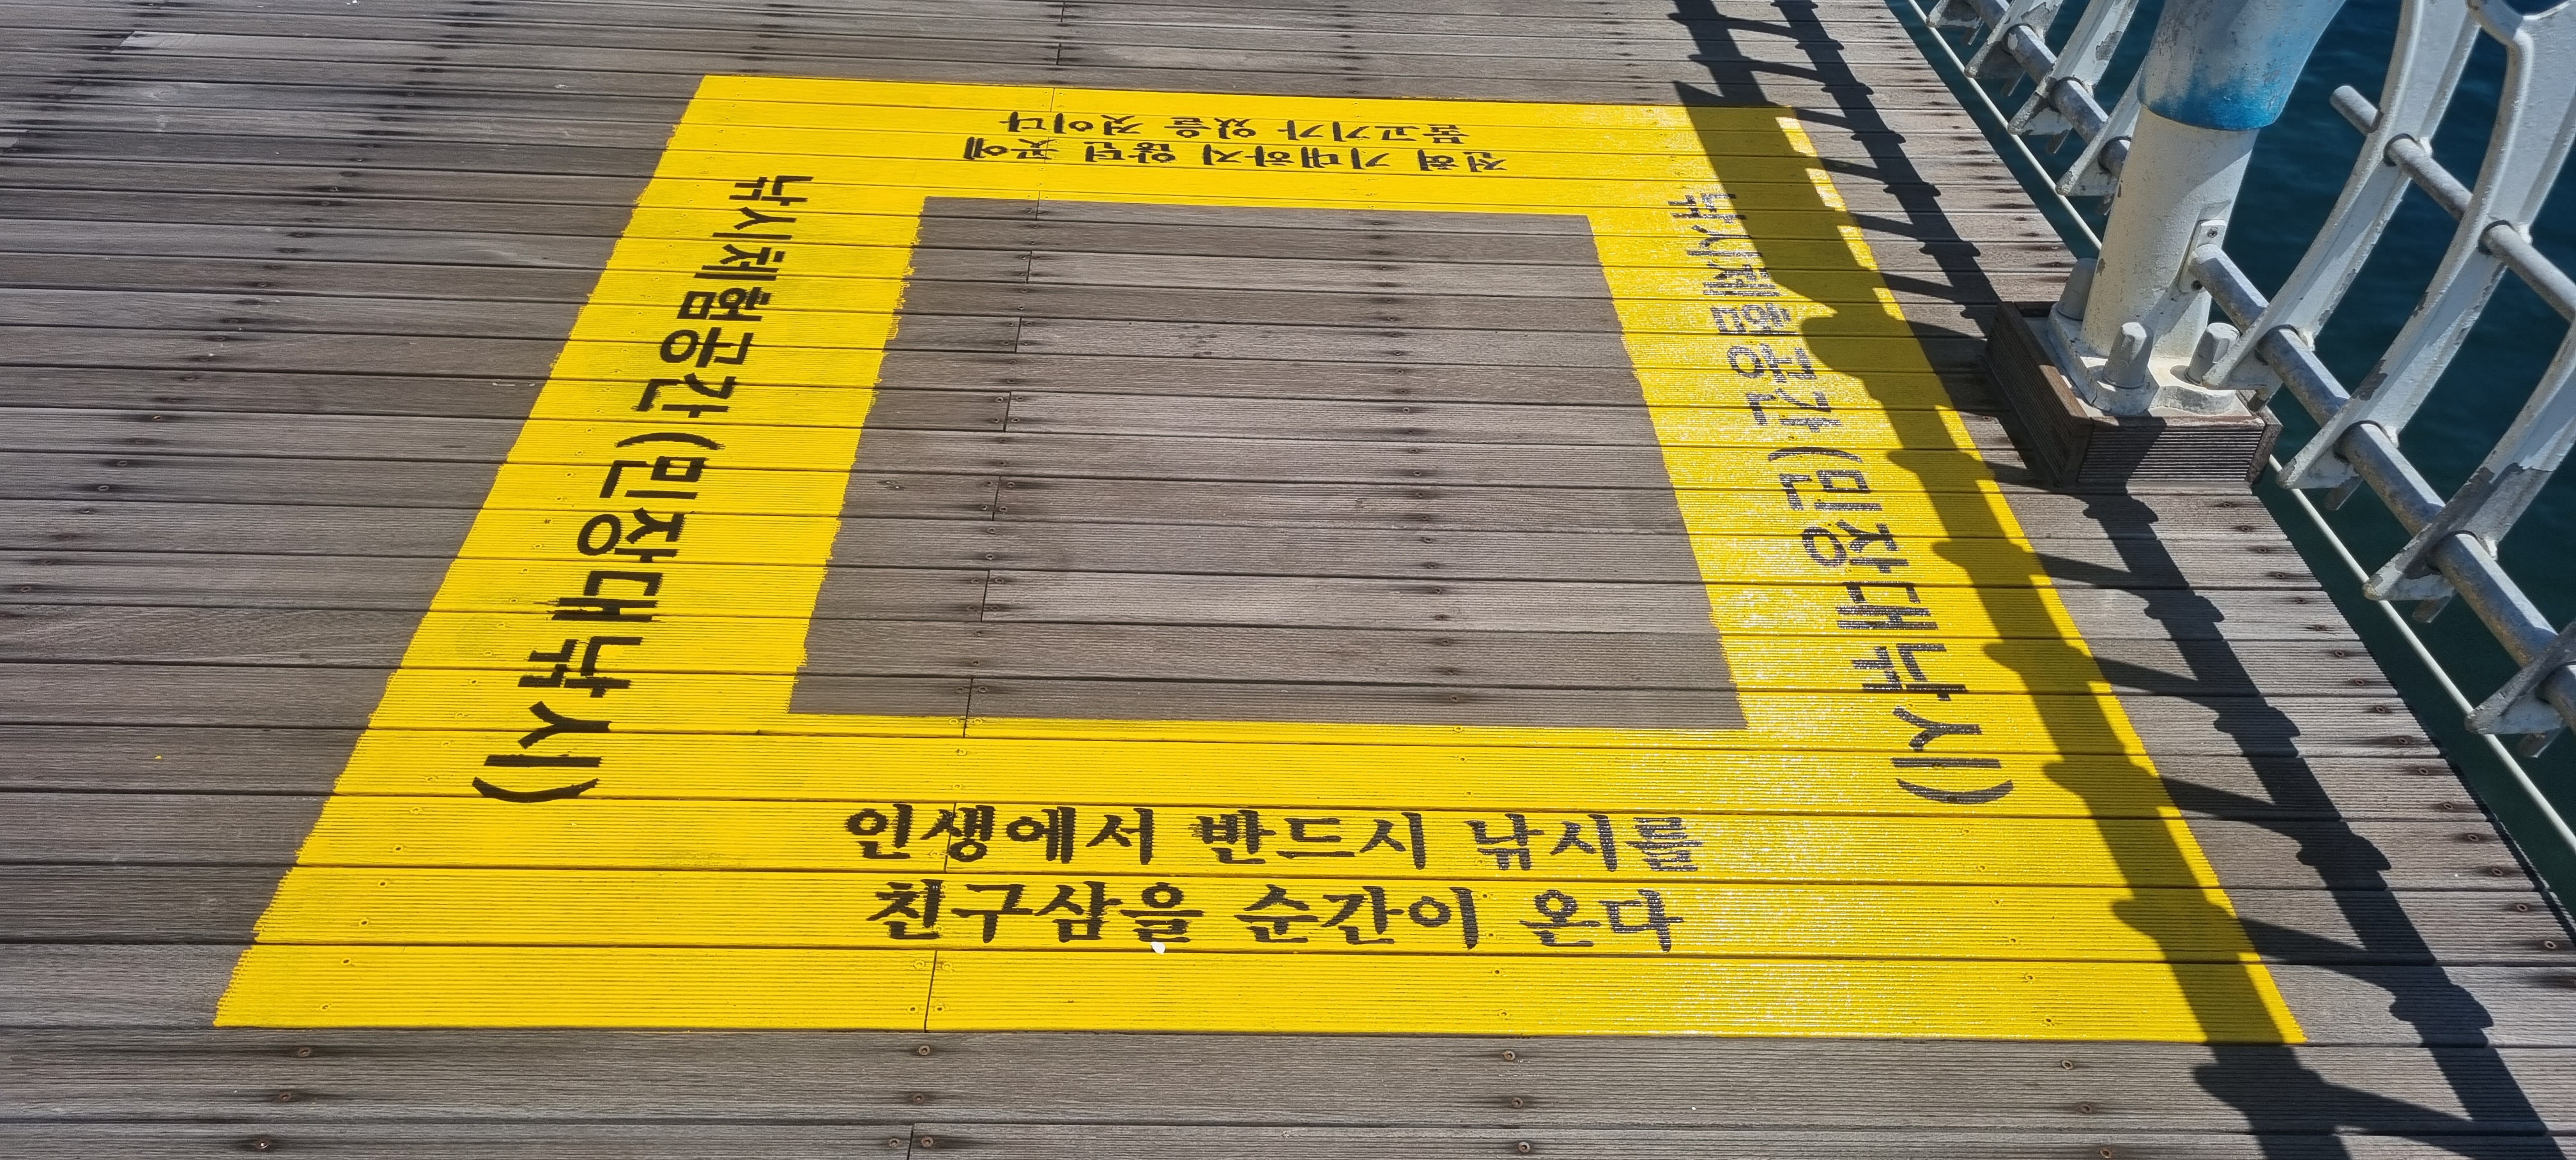 전혀 기대하지 않던 곳에
물고기가 있을 것이다
낚시체험공간(민장대낚시)
낚시체험공간(민장대낚시)
인생에서 반드시 낚시를
친구삼을 순간이 온다